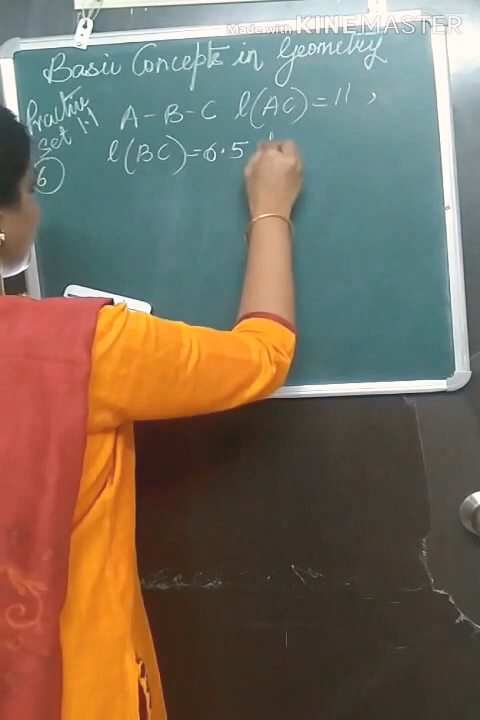 Made with KINEMASTER
Basic Concepts in Geometry
Practice
set 1.1
A - B - C l(AC) = 11 ,
l(BC) = 6.5
6